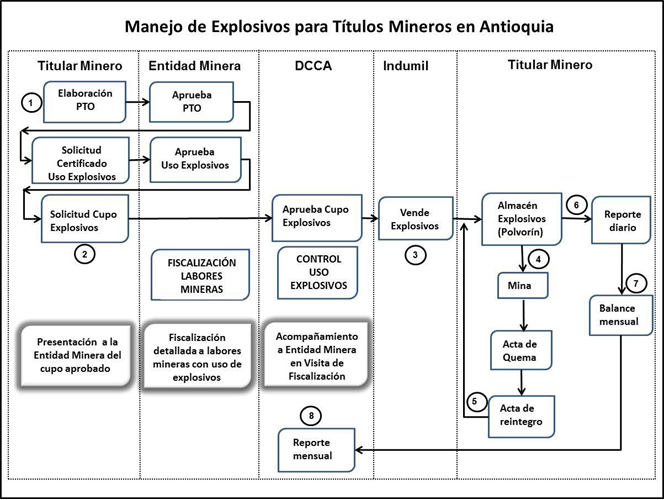 Manejo de Explosivos para Títulos Mineros en Antioquia
Titular Minero
Entidad Minera
DCCA
Indumil
Titular Minero
1
Elaboración
PTO
Aprueba
PTO
Solicitud
Certificado
Uso Explosivos
Aprueba
Uso Explosivos
Solicitud Cupo
Explosivos
2
Aprueba Cupo
Explosivos
Vende
Explosivos
3
Almacén
Explosivos
(Polvorín)
6
Reporte
diario
4
7
Mina
Balance
mensual
FISCALIZACIÓN
LABORES
MINERAS
CONTROL
USO
EXPLOSIVOS
Presentación a la
Entidad Minera del
cupo aprobado
Fiscalización
detallada a labores
mineras con uso de
explosivos
Acompañamiento
a Entidad Minera
en Visita de
Fiscalización
Acta de
Quema
5
Acta de
reintegro
8
Reporte
mensual